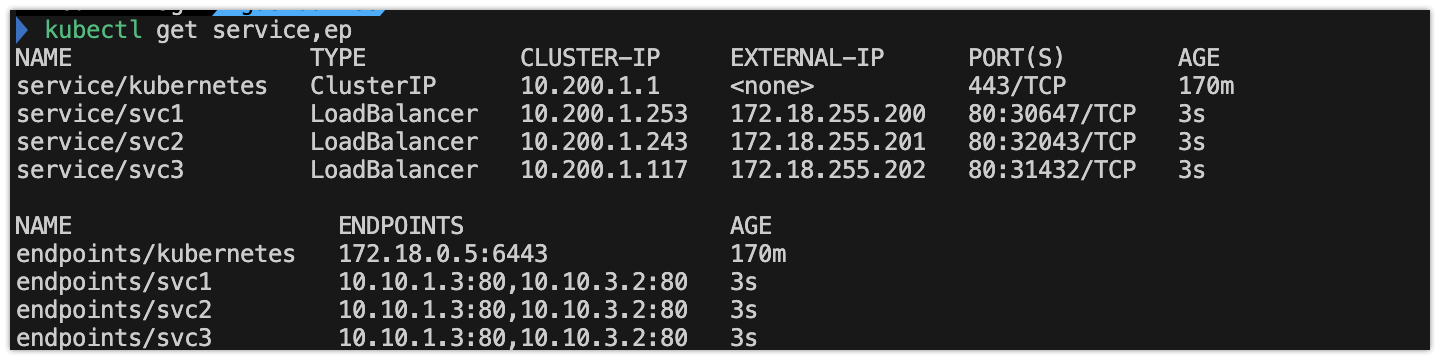 kubectl get service,ep
NAME TYPE CLUSTER-IP EXTERNAL-IP PORT(S) AGE
service/kubernetes ClusterIP 10.200.1.1 <none> 443/TCP 170m
service/svc1 LoadBalancer 10.200.1.253 172.18.255.200 80:30647/TCP 3s
service/svc2 LoadBalancer 10.200.1.243 172.18.255.201 80:32043/TCP 3s
service/svc3 LoadBalancer 10.200.1.117 172.18.255.202 80:31432/TCP 3s
NAME ENDPOINTS AGE
endpoints/kubernetes 172.18.0.5:6443 170m
endpoints/svc1 10.10.1.3:80,10.10.3.2:80 3s
endpoints/svc2 10.10.1.3:80,10.10.3.2:80 3s
endpoints/svc3 10.10.1.3:80,10.10.3.2:80 3s